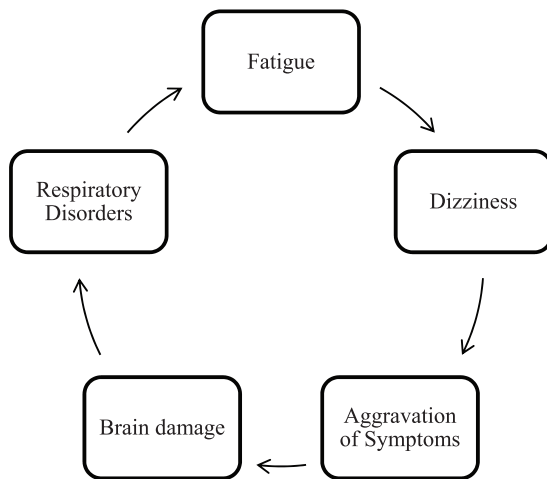 Fatigue
Dizziness
Aggravation
of Symptoms
Brain damage
Respiratory
Disorders